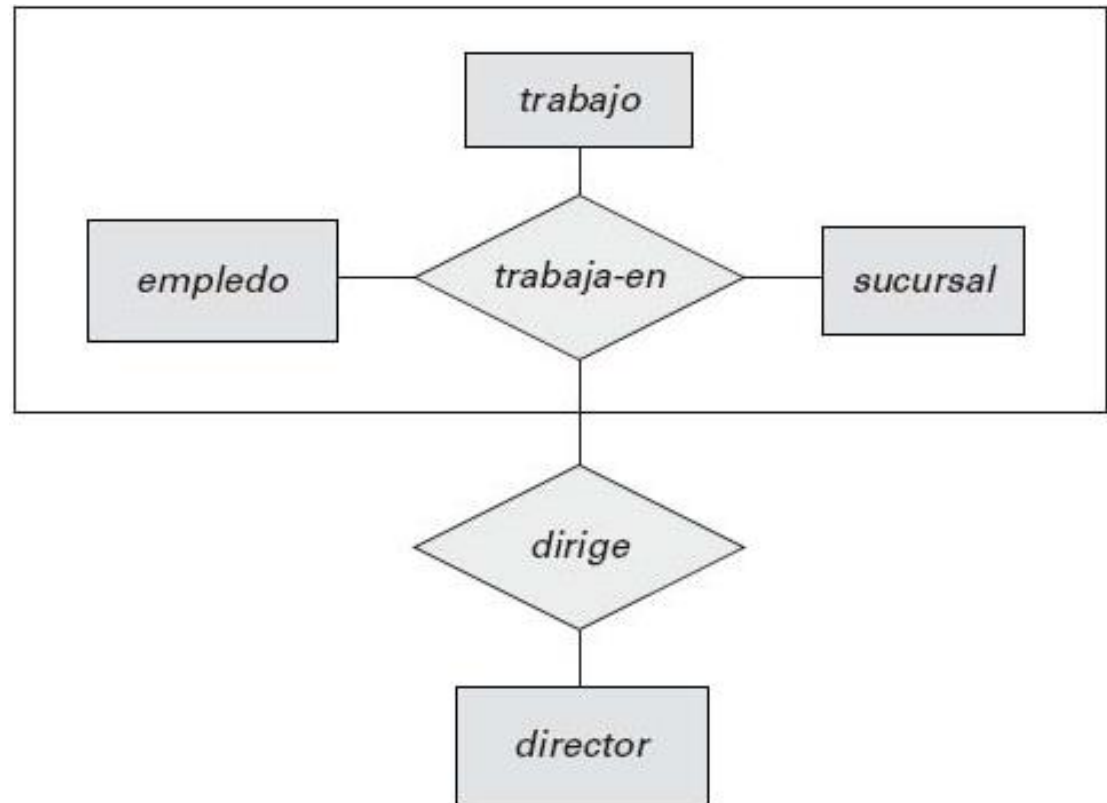 trabajo
empledo
trabaja-en
sucursal
dirige
director